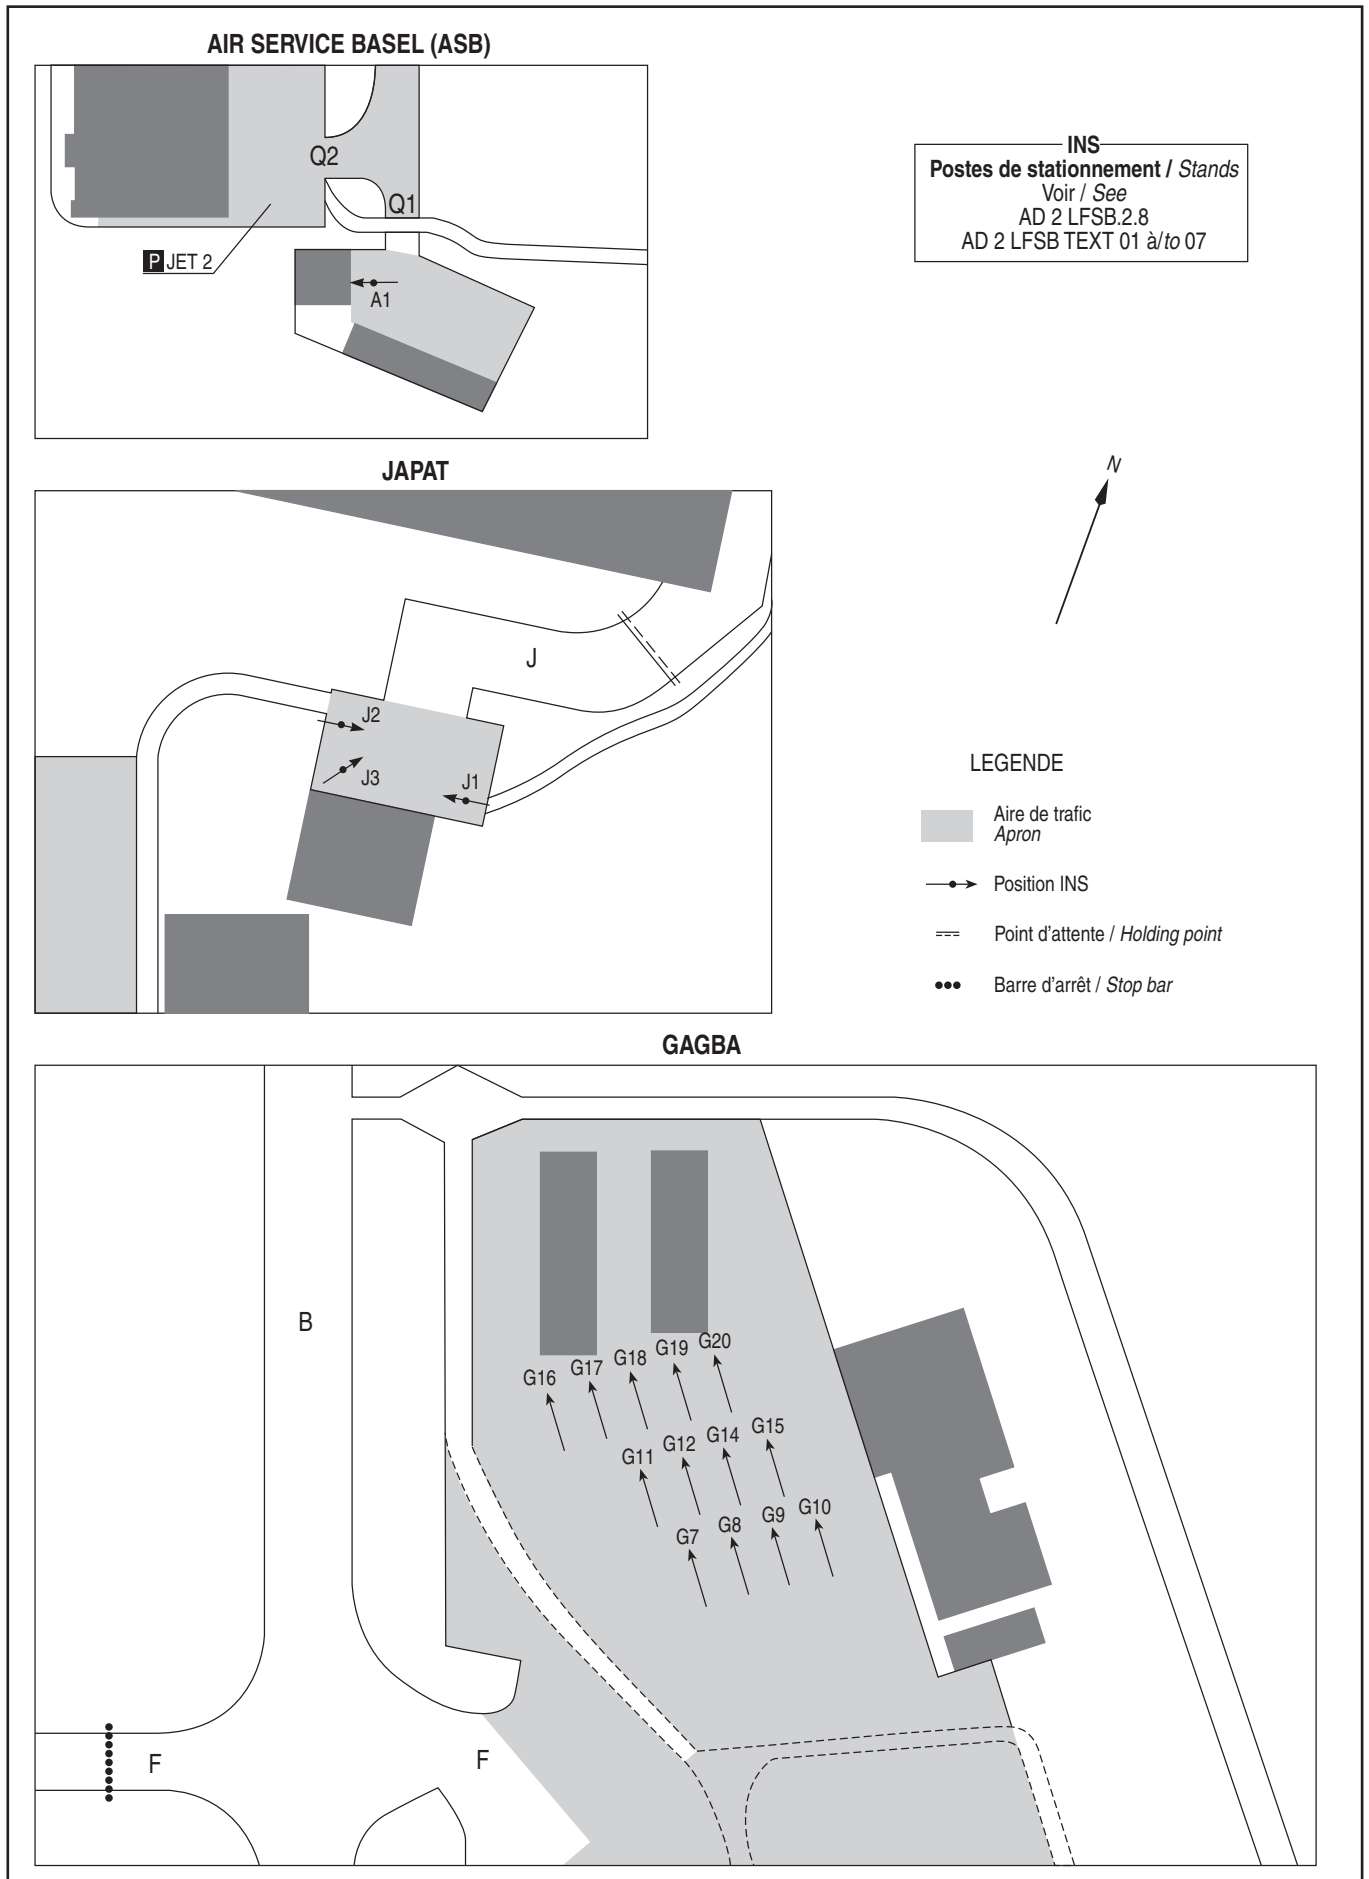 AIR SERVICE BASEL (ASB)
Q2
Q1
P JET 2
A1
INS
Postes de stationnement / Stands
Voir / See
AD 2 LFSB.2.8
AD 2 LFSB TEXT 01 à/to 07
N
JAPAT
J
J2
J3
J1
LEGENDE
Aire de trafic
Apron
Position INS
Point d'attente / Holding point
Barre d'arrêt / Stop bar
GAGBA
B
G16
G17
G18
G19
G20
G11
G12
G14
G15
G7
G8
G9
G10
F
F